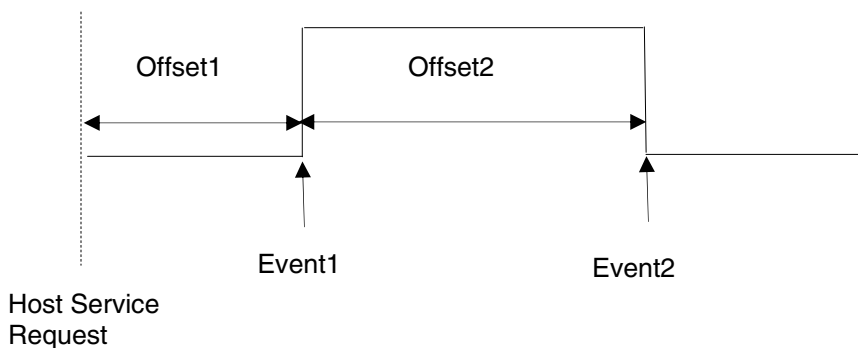 Offset1
Offset2
Event1
Event2
Host Service
Request